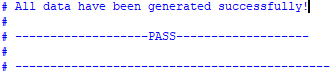 # All data have been generated successfully!
#
# -------------------PASS-------------------
#
# ---------------------------------------------